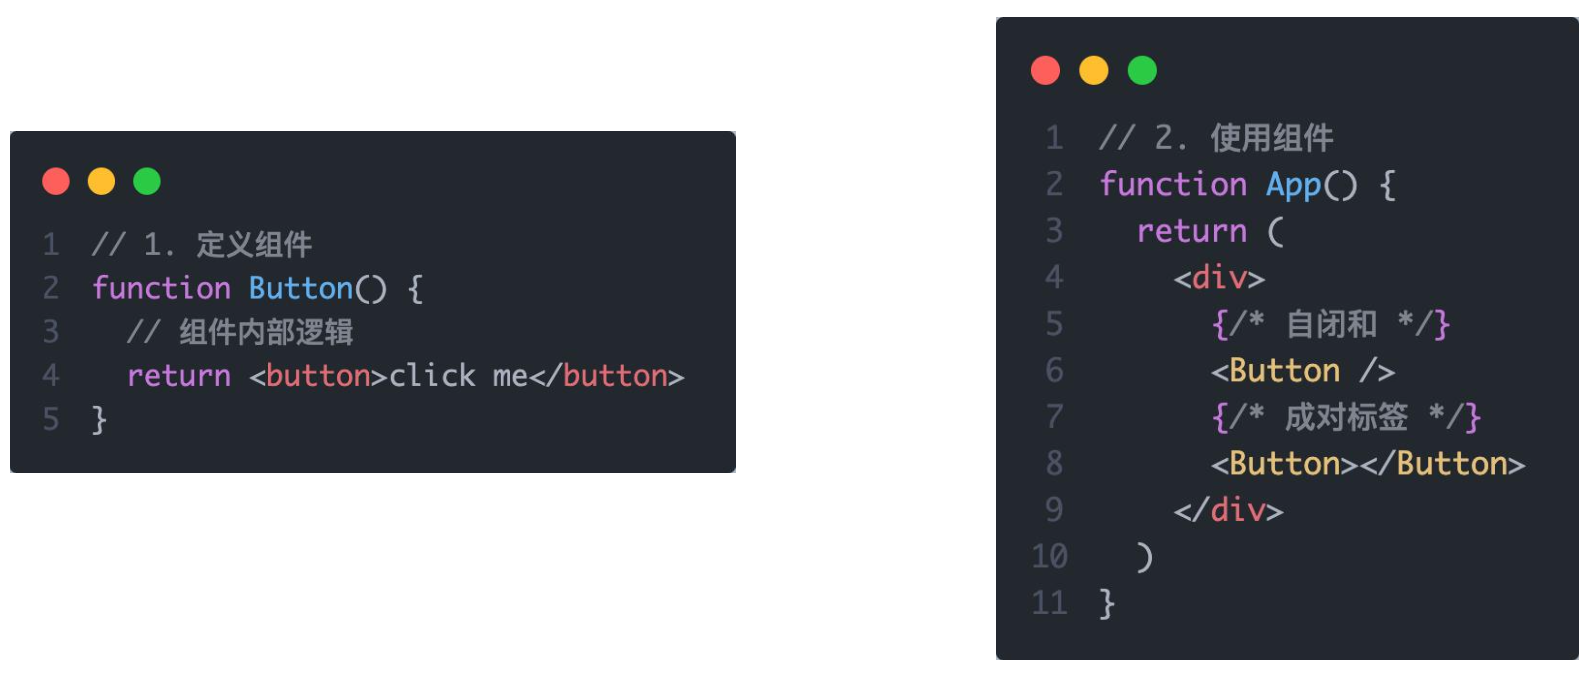 1 // 1. 定义组件
2 function Button() {
3 // 组件内部逻辑
4 return <button>click me</button>
5 }
1 // 2. 使用组件
2 function App() {
3 return (
4 <div>
5 {/* 自闭和 */}
6 <Button />
7 {/* 成对标签 */}
8 <Button></Button>
9 </div>
10 )
11 }